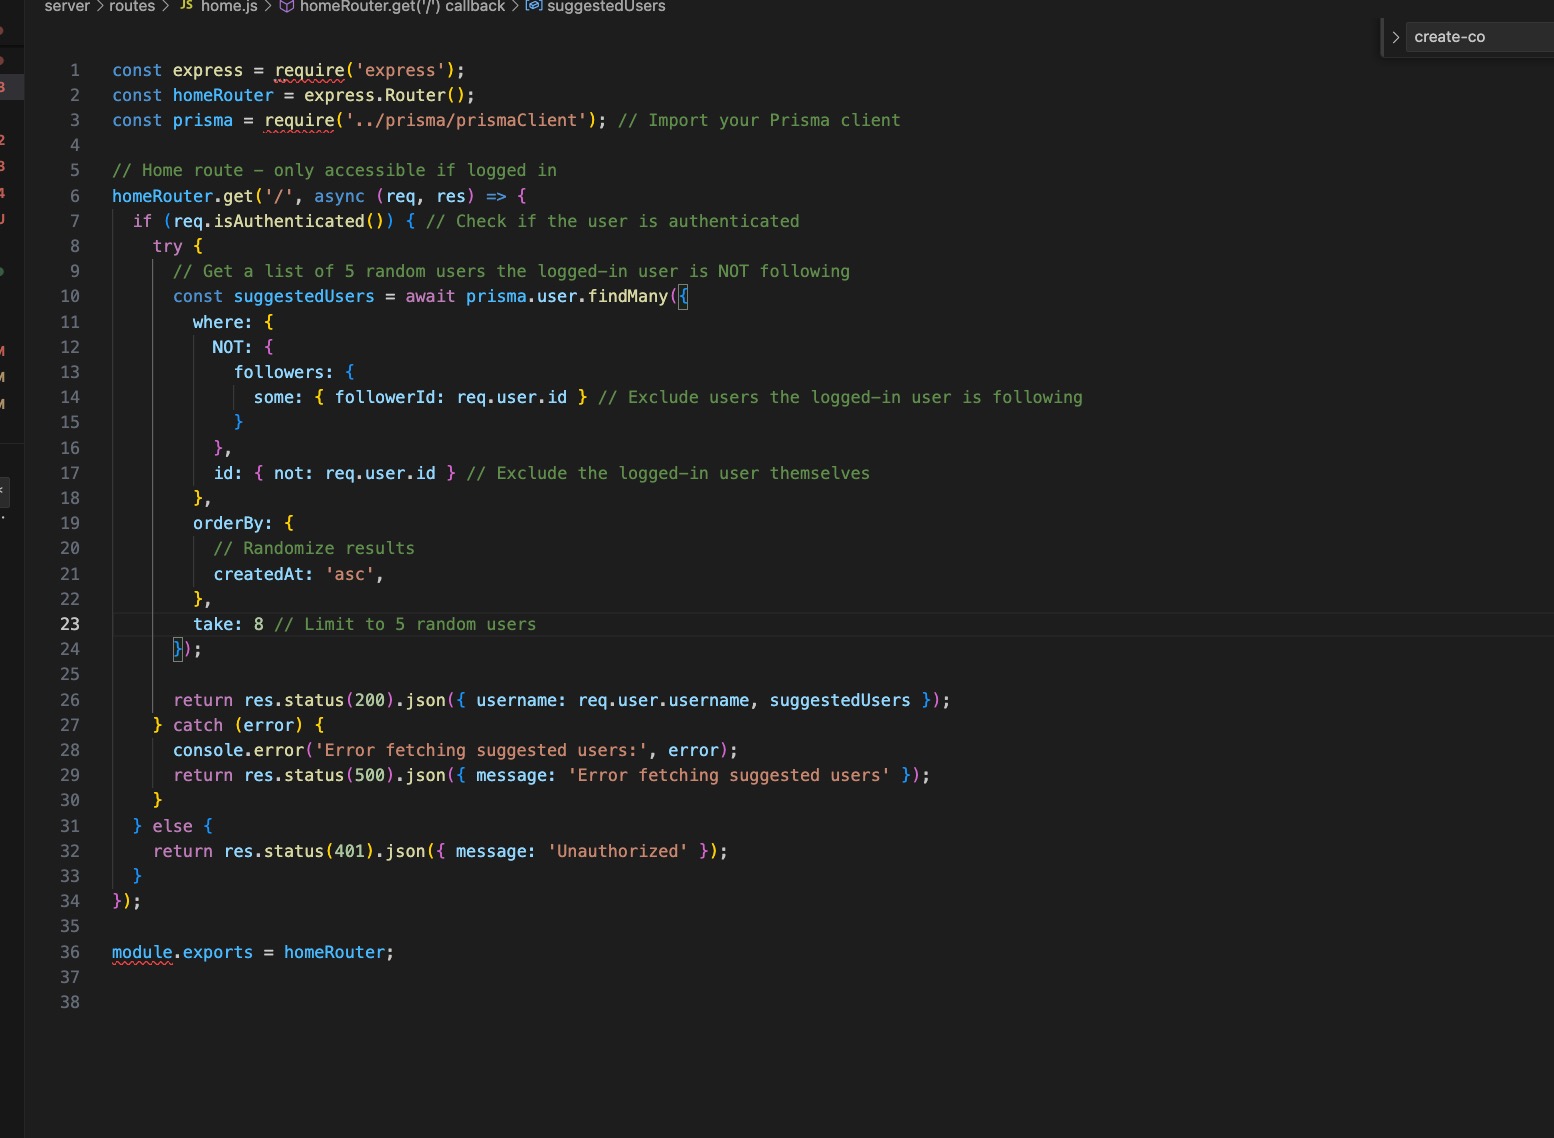 server > routes > JS home.js > homeRouter.get('/') callback > suggestedUsers
create-co
1 const express = require('express');
2 const homeRouter = express.Router();
3 const prisma = require('../prisma/prismaClient'); // Import your Prisma client
4
5 // Home route – only accessible if logged in
6 homeRouter.get('/', async (req, res) => {
7 if (req.isAuthenticated()) { // Check if the user is authenticated
8 try {
9 // Get a list of 5 random users the logged-in user is NOT following
10 const suggestedUsers = await prisma.user.findMany({
11 where: {
12 NOT: {
13 followers: {
14 some: { followerId: req.user.id } // Exclude users the logged-in user is following
15 }
16 },
17 id: { not: req.user.id } // Exclude the logged-in user themselves
18 },
19 orderBy: {
20 // Randomize results
21 createdAt: 'asc',
22 },
23 take: 8 // Limit to 5 random users
24 });
25
26 return res.status(200).json({ username: req.user.username, suggestedUsers });
27 } catch (error) {
28 console.error('Error fetching suggested users:', error);
29 return res.status(500).json({ message: 'Error fetching suggested users' });
30 }
31 } else {
32 return res.status(401).json({ message: 'Unauthorized' });
33 }
34 });
35
36 module.exports = homeRouter;
37
38